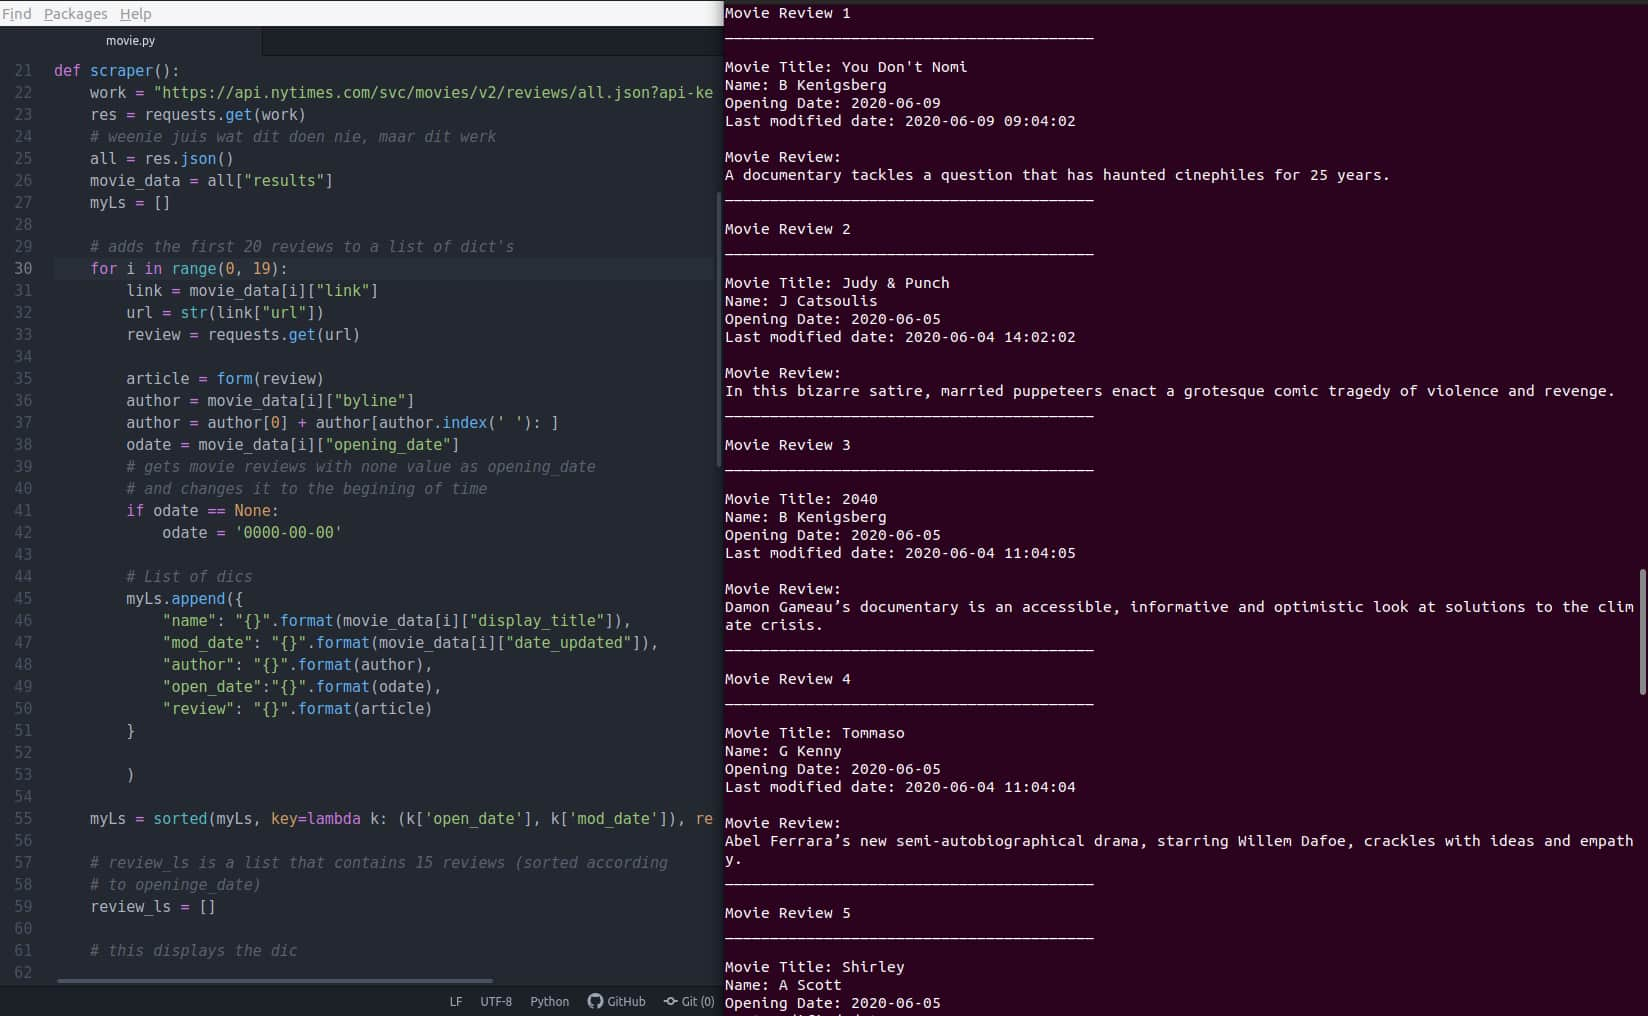 Find Packages Help
movie.py
21 def scraper():
22 work = "https://api.nytimes.com/svc/movies/v2/reviews/all.json?api-ke
23 res = requests.get(work)
24 # weenie juis wat dit doen nie, maar dit werk
25 all = res.json()
26 movie_data = all["results"]
27 myLs = []
28
29 # adds the first 20 reviews to a list of dict's
30 for i in range(0, 19):
31 link = movie_data[i]["link"]
32 url = str(link["url"])
33 review = requests.get(url)
34
35 article = form(review)
36 author = movie_data[i]["byline"]
37 author = author[0] + author[author.index(' '): ]
38 odate = movie_data[i]["opening_date"]
39 # gets movie reviews with none value as opening_date
40 # and changes it to the begining of time
41 if odate == None:
42 odate = '0000-00-00'
43
44 # List of dics
45 myLs.append({
46 "name": "{}".format(movie_data[i]["display_title"]),
47 "mod_date": "{}".format(movie_data[i]["date_updated"]),
48 "author": "{}".format(author),
49 "open_date":"{}".format(odate),
50 "review": "{}".format(article)
51 }
52
53 )
54
55 myLs = sorted(myLs, key=lambda k: (k['open_date'], k['mod_date']), re
56
57 # review_ls is a list that contains 15 reviews (sorted according
58 # to openinge_date)
59 review_ls = []
60
61 # this displays the dic
62
LF UTF-8 Python GitHub Git (0)
Movie Review 1
_________________________________________
Movie Title: You Don't Nomi
Name: B Kenigsberg
Opening Date: 2020-06-09
Last modified date: 2020-06-09 09:04:02
Movie Review:
A documentary tackles a question that has haunted cinephiles for 25 years.
_________________________________________
Movie Review 2
_________________________________________
Movie Title: Judy & Punch
Name: J Catsoulis
Opening Date: 2020-06-05
Last modified date: 2020-06-04 14:02:02
Movie Review:
In this bizarre satire, married puppeteers enact a grotesque comic tragedy of violence and revenge.
_________________________________________
Movie Review 3
_________________________________________
Movie Title: 2040
Name: B Kenigsberg
Opening Date: 2020-06-05
Last modified date: 2020-06-04 11:04:05
Movie Review:
Damon Gameau’s documentary is an accessible, informative and optimistic look at solutions to the clim
ate crisis.
_________________________________________
Movie Review 4
_________________________________________
Movie Title: Tommaso
Name: G Kenny
Opening Date: 2020-06-05
Last modified date: 2020-06-04 11:04:04
Movie Review:
Abel Ferrara’s new semi-autobiographical drama, starring Willem Dafoe, crackles with ideas and empath
y.
_________________________________________
Movie Review 5
_________________________________________
Movie Title: Shirley
Name: A Scott
Opening Date: 2020-06-05